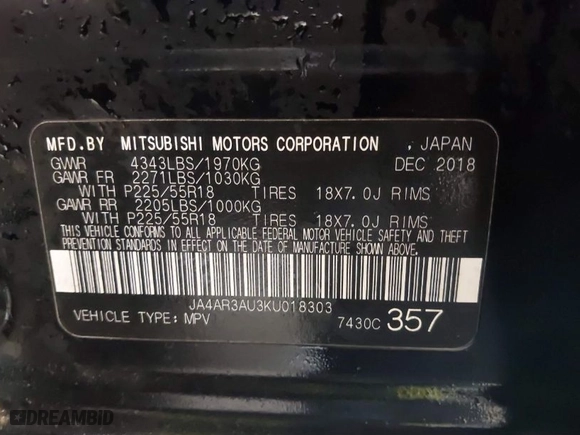 MFD.BY MITSUBISHI MOTORS CORPORATION , JAPAN
GVWR 4343LBS/1970KG DEC 2018
GAWR FR 2271LBS/1030KG
WITH P225/55R18 TIRES 18X7.0J RIMS
GAWR RR 2205LBS/1000KG
WITH P225/55R18 TIRES 18X7.0J RIMS
THIS VEHICLE CONFORMS TO ALL APPLICABLE FEDERAL MOTOR VEHICLE SAFETY AND THEFT
PREVENTION STANDARDS IN EFFECT ON THE DATE OF MANUFACTURE SHOWN ABOVE.
JA4AR3AU3KU018303
VEHICLE TYPE: MPV 7430C 357
DREAMBID